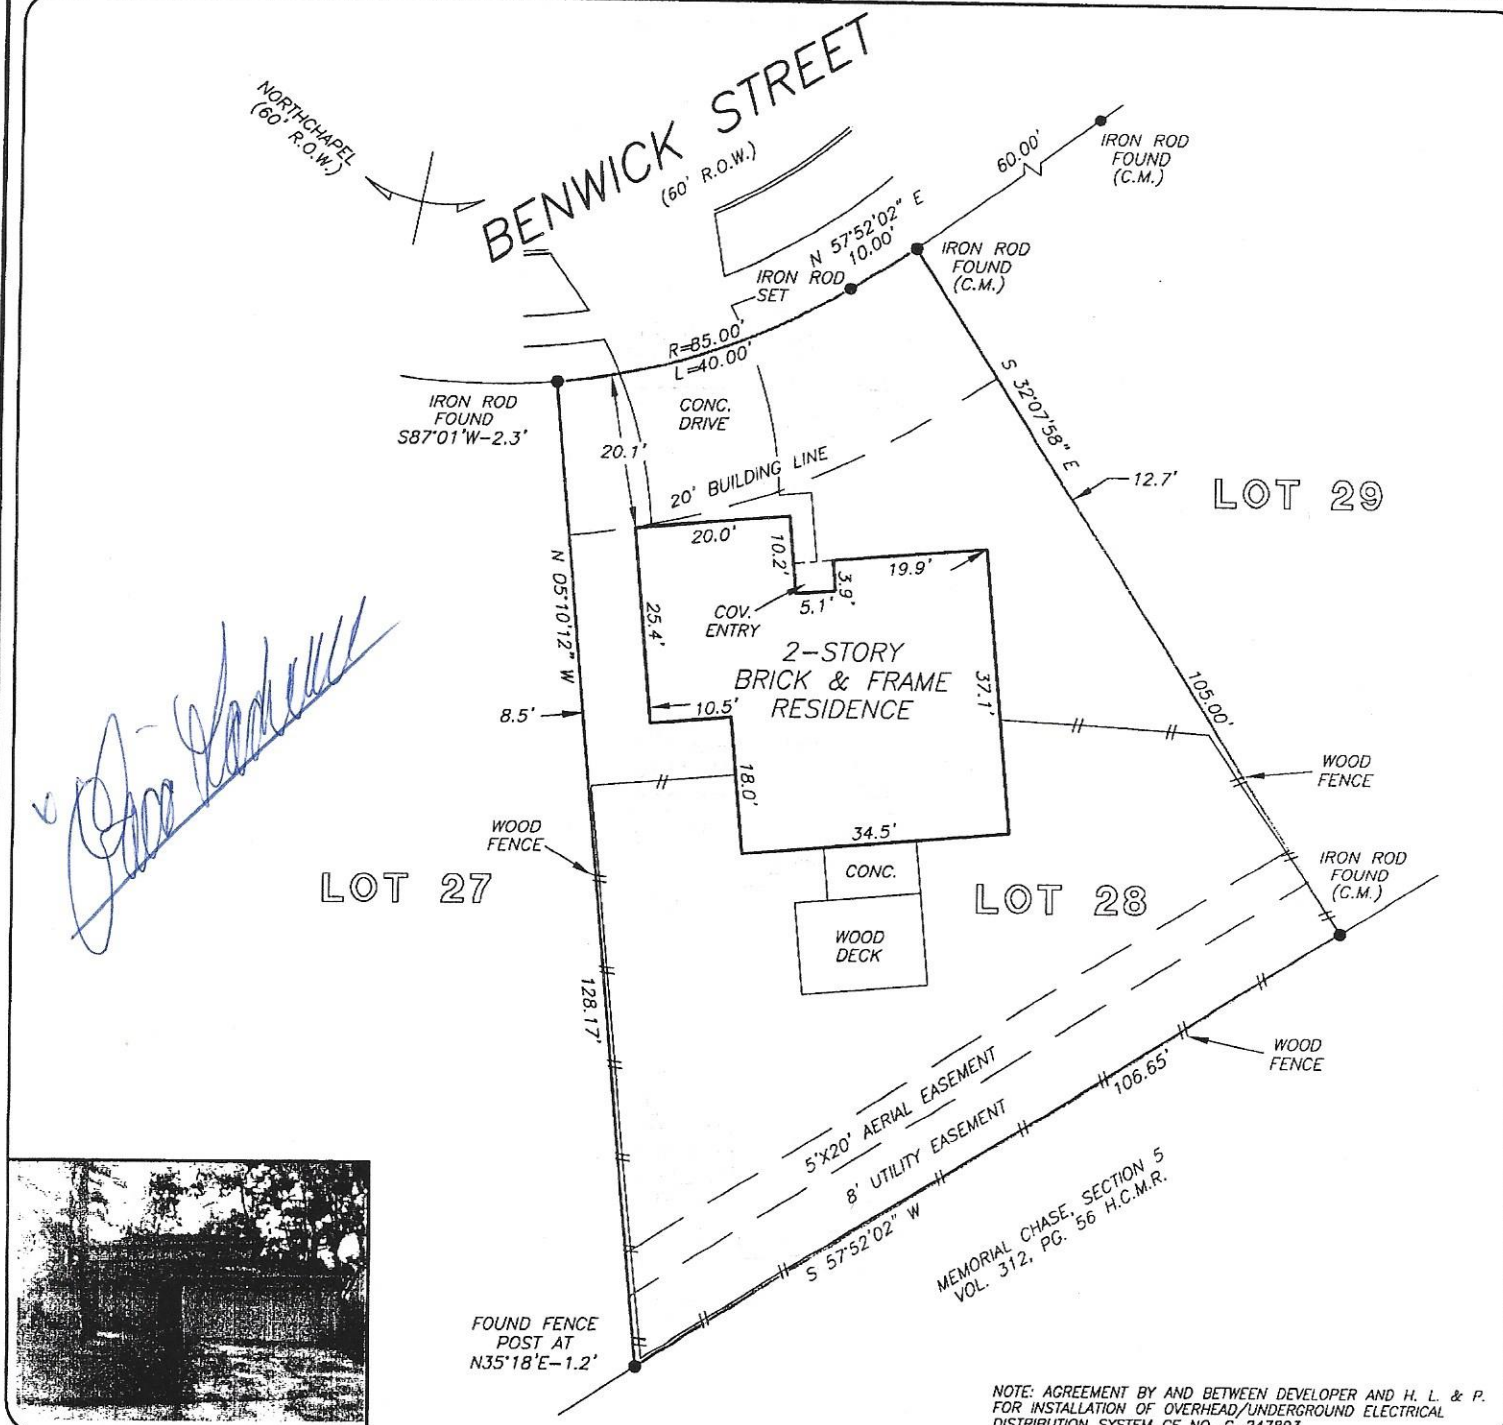 NORTHCHAPEL
(60' R.O.W.)
BENWICK STREET
(60' R.O.W.)
60.00'
IRON ROD
FOUND
(C.M.)
N 57°52'02" E
10.00'
IRON ROD
SET
IRON ROD
FOUND
(C.M.)
R=85.00'
L=40.00'
IRON ROD
FOUND
S87°01'W-2.3'
CONC.
DRIVE
20.1'
20' BUILDING LINE
S 32°07'58" E
12.7'
LOT 29
20.0'
10.2'
19.9'
3.9'
5.1'
COV.
ENTRY
N 05°10'12" W
25.4'
2-STORY
BRICK & FRAME
RESIDENCE
37.1'
105.00'
8.5'
10.5'
18.0'
WOOD
FENCE
34.5'
WOOD
FENCE
CONC.
IRON ROD
FOUND
(C.M.)
LOT 27
LOT 28
WOOD
DECK
128.17'
WOOD
FENCE
106.65'
5'X20' AERIAL EASEMENT
8' UTILITY EASEMENT
S 57°52'02" W
MEMORIAL CHASE, SECTION 5
VOL. 312, PG. 56 H.C.M.R.
FOUND FENCE
POST AT
N35°18'E-1.2'
NOTE: AGREEMENT BY AND BETWEEN DEVELOPER AND H. L. & P.
FOR INSTALLATION OF OVERHEAD/UNDERGROUND ELECTRICAL
DISTRIBUTION SYSTEM CF NO.